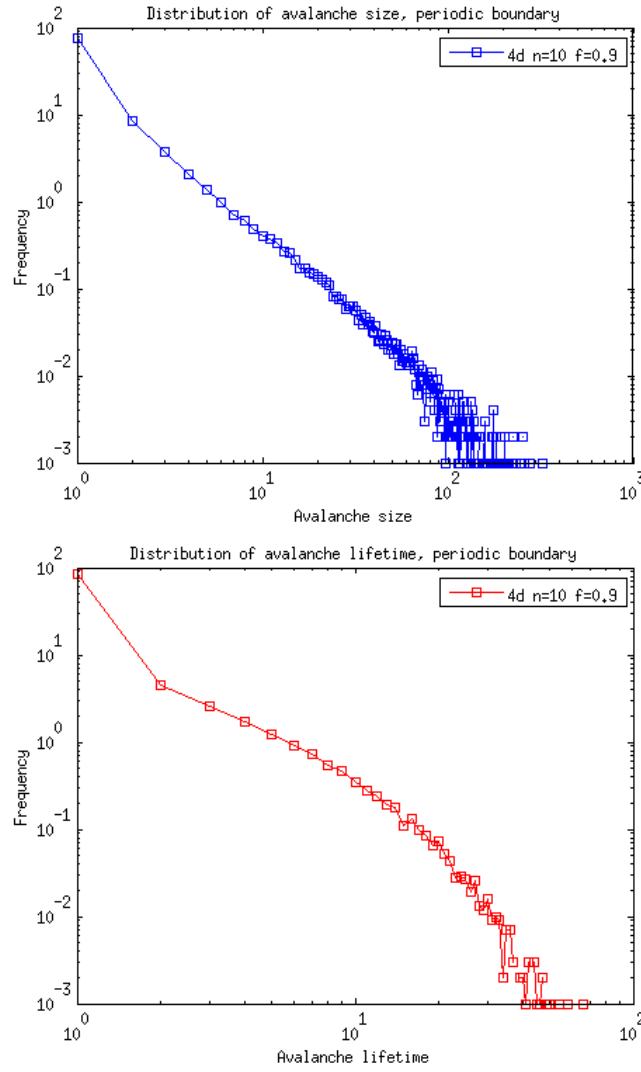 Distribution of avalanche size, periodic boundary
10^2
4d n=10 f=0.9
10^1
10^0
Frequency
10^-1
10^-2
10^-3
10^0 10^1 10^2 10^3
Avalanche size
Distribution of avalanche lifetime, periodic boundary
10^2
4d n=10 f=0.9
10^1
10^0
Frequency
10^-1
10^-2
10^-3
10^0 10^1 10^2
Avalanche lifetime